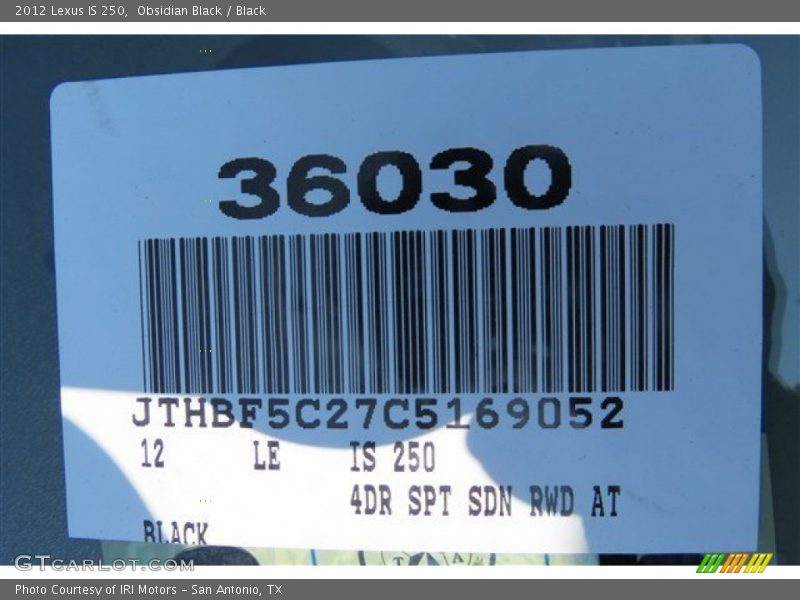 2012 Lexus IS 250,  Obsidian Black / Black
36030
JTHBF5C27C5169052
12 LE IS 250
4DR SPT SDN RWD AT
BLACK
GTCarLot.com
Photo Courtesy of IRI Motors – San Antonio, TX